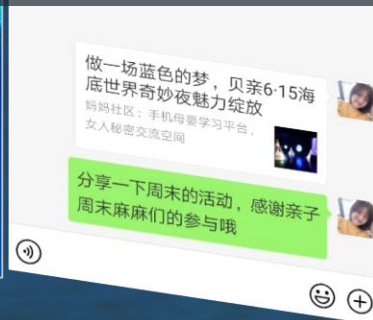 做一场蓝色的梦，贝亲6·15海
底世界奇妙夜魅力绽放
妈妈社区：手机母婴学习平台，
女人秘密交流空间
分享一下周末的活动，感谢亲子
周末麻麻们的参与哦